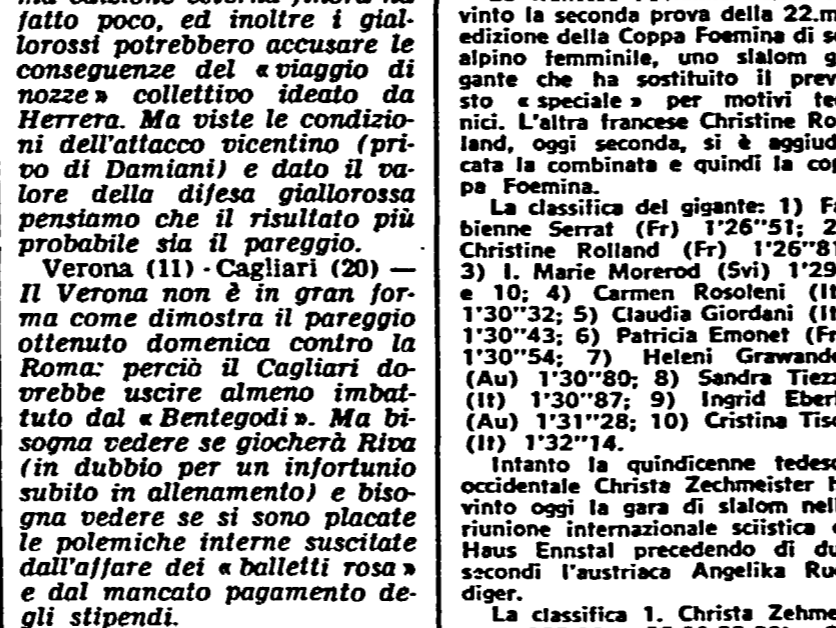 fatto poco, ed inoltre i gial-
lorossi potrebbero accusare le
conseguenze del « viaggio di
nozze » collettivo ideato da
Herrera. Ma viste le condizio-
ni dell'attacco vicentino (pri-
vo di Damiani) e dato il va-
lore della difesa giallorossa
pensiamo che il risultato più
probabile sia il pareggio.
Verona (11) - Cagliari (20) —
Il Verona non è in gran for-
ma come dimostra il pareggio
ottenuto domenica contro la
Roma: perciò il Cagliari do-
vrebbe uscire almeno imbat-
tuto dal « Bentegodi ». Ma bi-
sogna vedere se giocherà Riva
(in dubbio per un infortunio
subito in allenamento) e biso-
gna vedere se si sono placate
le polemiche interne suscitate
dall'affare dei « balletti rosa »
e dal mancato pagamento de-
gli stipendi.
vinto la seconda prova della 22.m
edizione della Coppa Foemina di s
alpino femminile, uno slalom g
gante che ha sostituito il prev
sto « speciale » per motivi te
nici. L'altra francese Christine Ro
land, oggi seconda, si è aggiud
cata la combinata e quindi la cop
pa Foemina.
La classifica del gigante: 1) Fa
bienne Serrat (Fr) 1'26"51; 2
Christine Rolland (Fr) 1'26"81
3) I. Marie Morerod (Svi) 1'29
e 10; 4) Carmen Rosoleni (It
1'30"32; 5) Claudia Giordani (It
1'30"43; 6) Patricia Emonet (Fr
1'30"54; 7) Heleni Grawande
(Au) 1'30"80; 8) Sandra Tiezz
(It) 1'30"87; 9) Ingrid Eberl
(Au) 1'31"28; 10) Cristina Tisc
(It) 1'32"14.
Intanto la quindicenne tedesc
occidentale Christa Zechmeister h
vinto oggi la gara di slalom nell
riunione internazionale sciistica d
Haus Ennstal precedendo di du
secondi l'austriaca Angelika Rue
diger.
La classifica 1. Christa Zehme